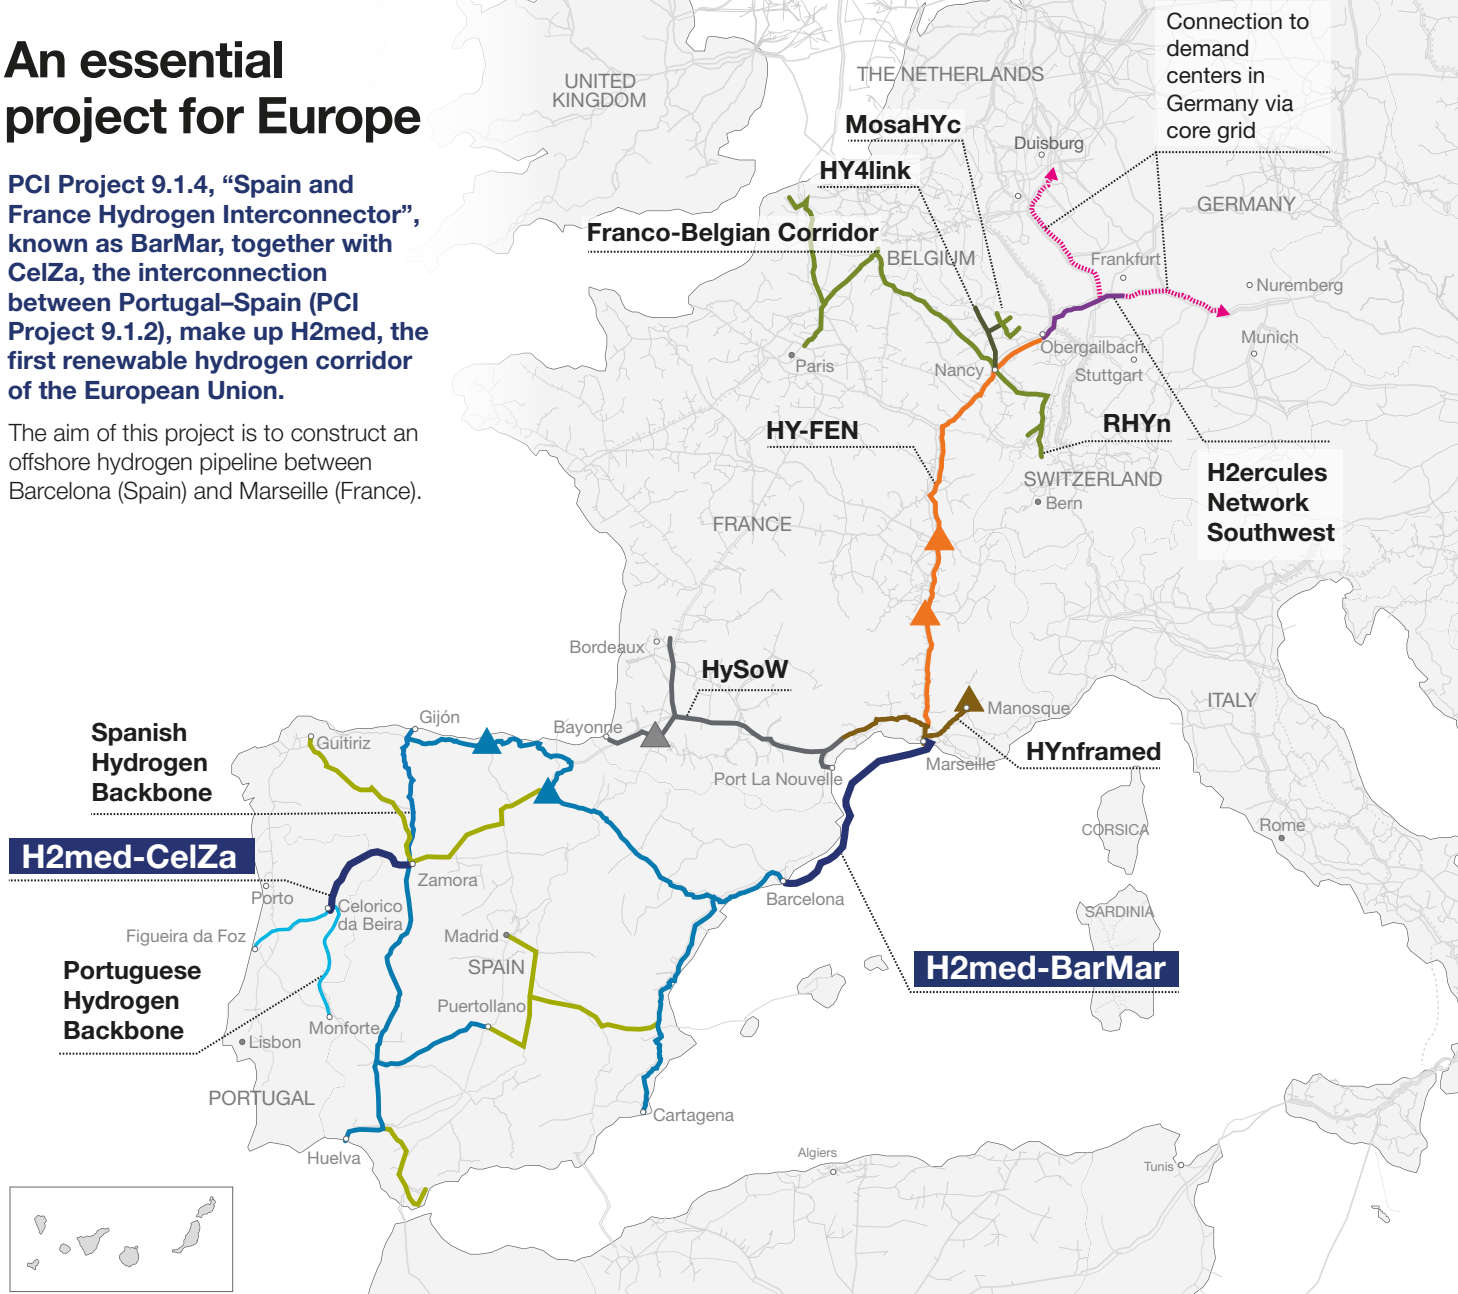 An essential
project for Europe
PCI Project 9.1.4, “Spain and
France Hydrogen Interconnector”,
known as BarMar, together with
CelZa, the interconnection
between Portugal–Spain (PCI
Project 9.1.2), make up H2med, the
first renewable hydrogen corridor
of the European Union.
The aim of this project is to construct an
offshore hydrogen pipeline between
Barcelona (Spain) and Marseille (France).
Connection to
demand
centers in
Germany via
core grid
UNITED
KINGDOM
THE NETHERLANDS
MosaHYc
Duisburg
HY4link
GERMANY
Franco-Belgian Corridor
BELGIUM
Frankfurt
Nuremberg
Munich
Obergailbach
Paris
Nancy
Stuttgart
HY-FEN
RHYn
SWITZERLAND
H2ercules
Network
Southwest
Bern
FRANCE
Bordeaux
HySoW
ITALY
Manosque
Gijón
Bayonne
Spanish
Hydrogen
Backbone
Guitiriz
HYnframed
Marseille
Port La Nouvelle
CORSICA
Rome
H2med-CelZa
Zamora
Porto
Barcelona
Celorico
da Beira
SARDINIA
Figueira da Foz
Madrid
SPAIN
H2med-BarMar
Portuguese
Hydrogen
Backbone
Puertollano
Monforte
Lisbon
PORTUGAL
Cartagena
Huelva
Algiers
Tunis